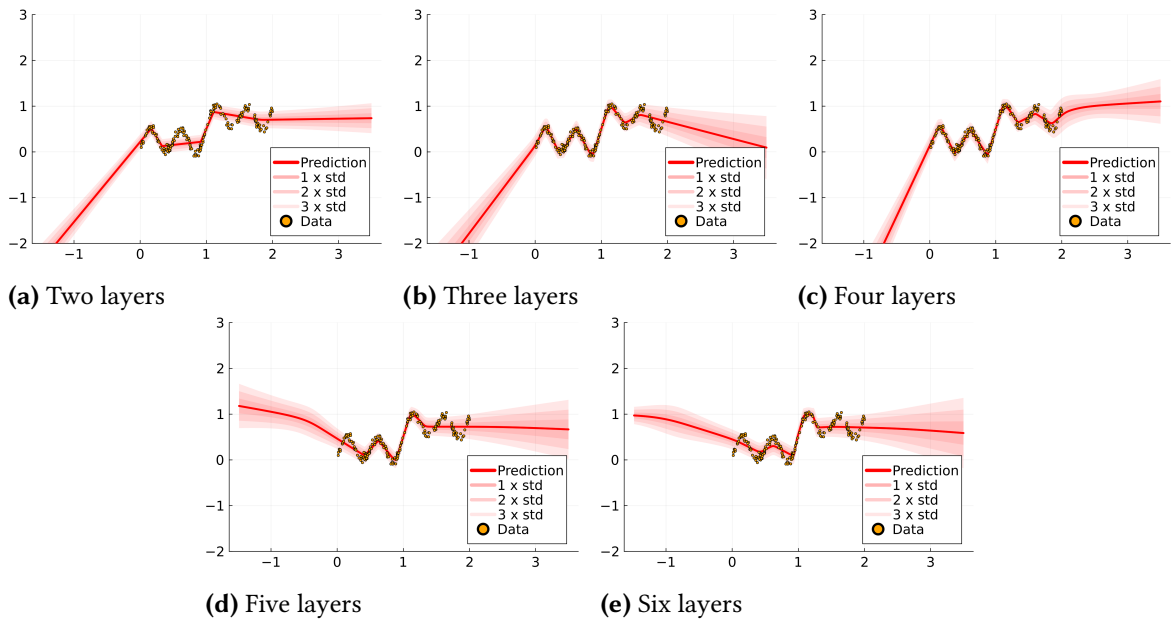 3
2
1
0
−1
−2
−1
0
1
2
3
Prediction
1 x std
2 x std
3 x std
Data
(a) Two layers
3
2
1
0
−1
−2
−1
0
1
2
3
Prediction
1 x std
2 x std
3 x std
Data
(b) Three layers
3
2
1
0
−1
−2
−1
0
1
2
3
Prediction
1 x std
2 x std
3 x std
Data
(c) Four layers
3
2
1
0
−1
−2
−1
0
1
2
3
Prediction
1 x std
2 x std
3 x std
Data
(d) Five layers
3
2
1
0
−1
−2
−1
0
1
2
3
Prediction
1 x std
2 x std
3 x std
Data
(e) Six layers